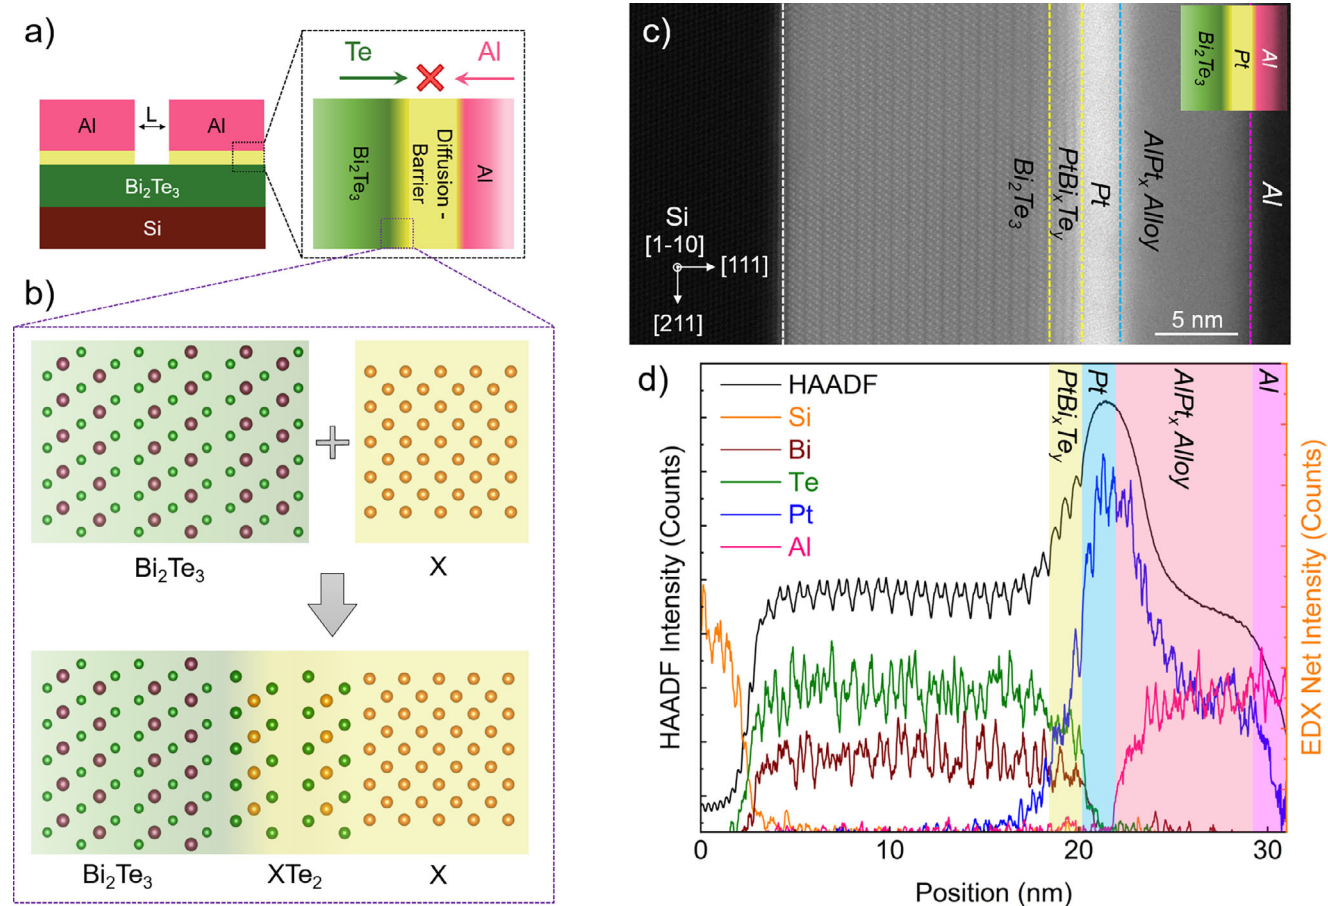 a)
Te
Al
Al
L
Al
Bi₂Te₃
Si
Bi₂Te₃
Diffusion -
Barrier
Al
b)
Bi₂Te₃
X
Bi₂Te₃
XTe₂
X
c)
Bi₂Te₃
Pt
Al
Bi₂Te₃
PtBiₓTeᵧ
Pt
AlPtₓ Alloy
Al
Si
[1-10]
[111]
[211]
5 nm
d)
HAADF
Si
Bi
Te
Pt
Al
PtBiₓTeᵧ
Pt
AlPtₓ Alloy
Al
HAADF Intensity (Counts)
EDX Net Intensity (Counts)
0
10
20
30
Position (nm)